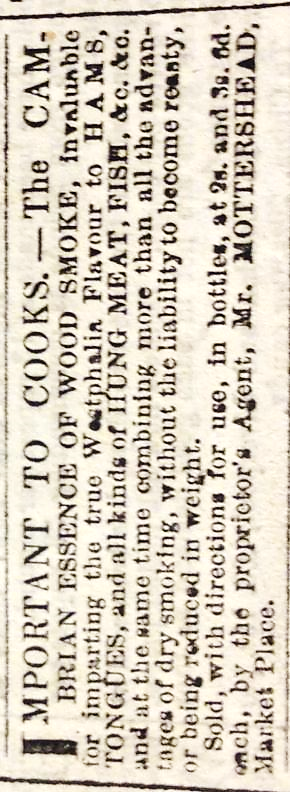 IMPORTANT TO COOKS.—The CAM-
BRIAN ESSENCE OF WOOD SMOKE, invaluable
for imparting the true Westphalia Flavour to HAMS,
TONGUES, and all kinds of HUNG MEAT, FISH, &c. &c.
and at the same time combining more than all the advan-
tages of dry smoking, without the liability to become reasty,
or being reduced in weight.
Sold, with directions for use, in bottles, at 2s. and 3s. 6d.
each, by the proprietor's Agent, Mr. MOTTERSHEAD,
Market Place.